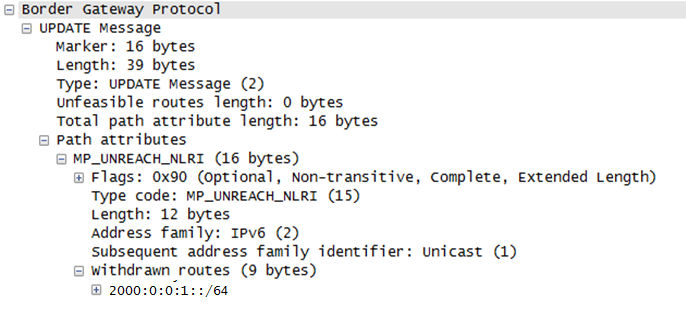 Border Gateway Protocol
UPDATE Message
Marker: 16 bytes
Length: 39 bytes
Type: UPDATE Message (2)
Unfeasible routes length: 0 bytes
Total path attribute length: 16 bytes
Path attributes
MP_UNREACH_NLRI (16 bytes)
Flags: 0x90 (Optional, Non-transitive, Complete, Extended Length)
Type code: MP_UNREACH_NLRI (15)
Length: 12 bytes
Address family: IPv6 (2)
Subsequent address family identifier: Unicast (1)
Withdrawn routes (9 bytes)
2000:0:0:1::/64